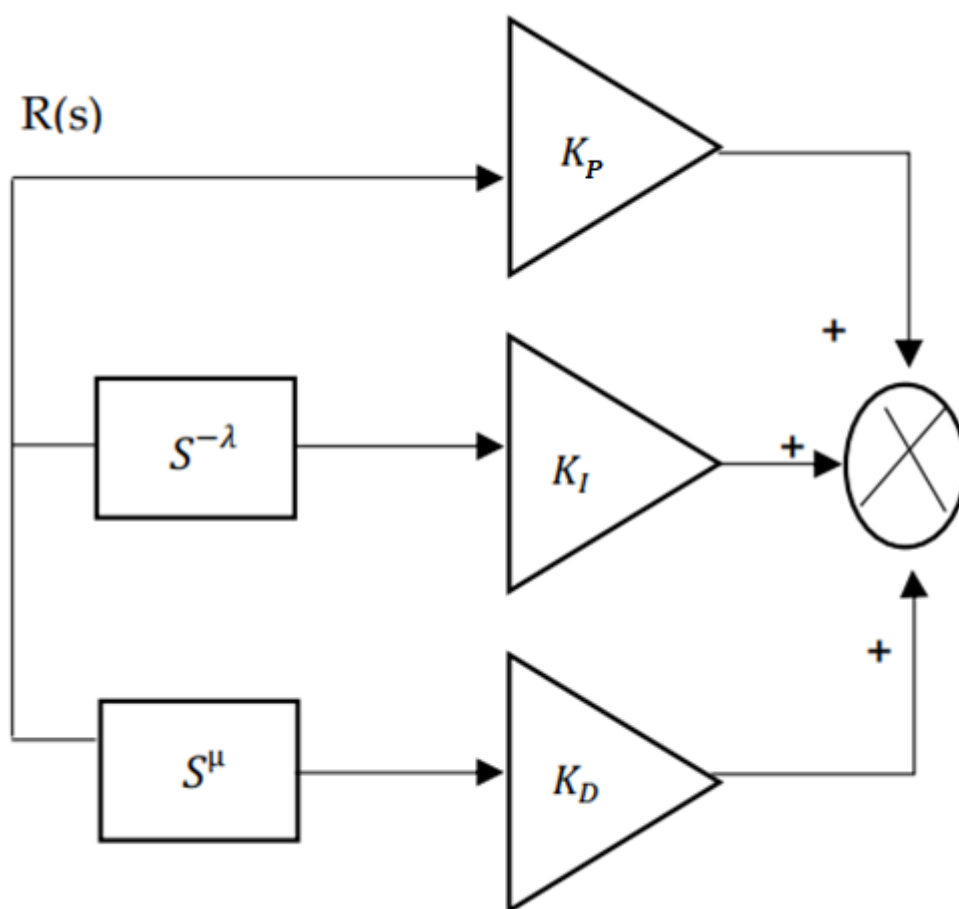 R(s)
K_P
+
S^{-λ}
K_I
+
S^μ
K_D
+